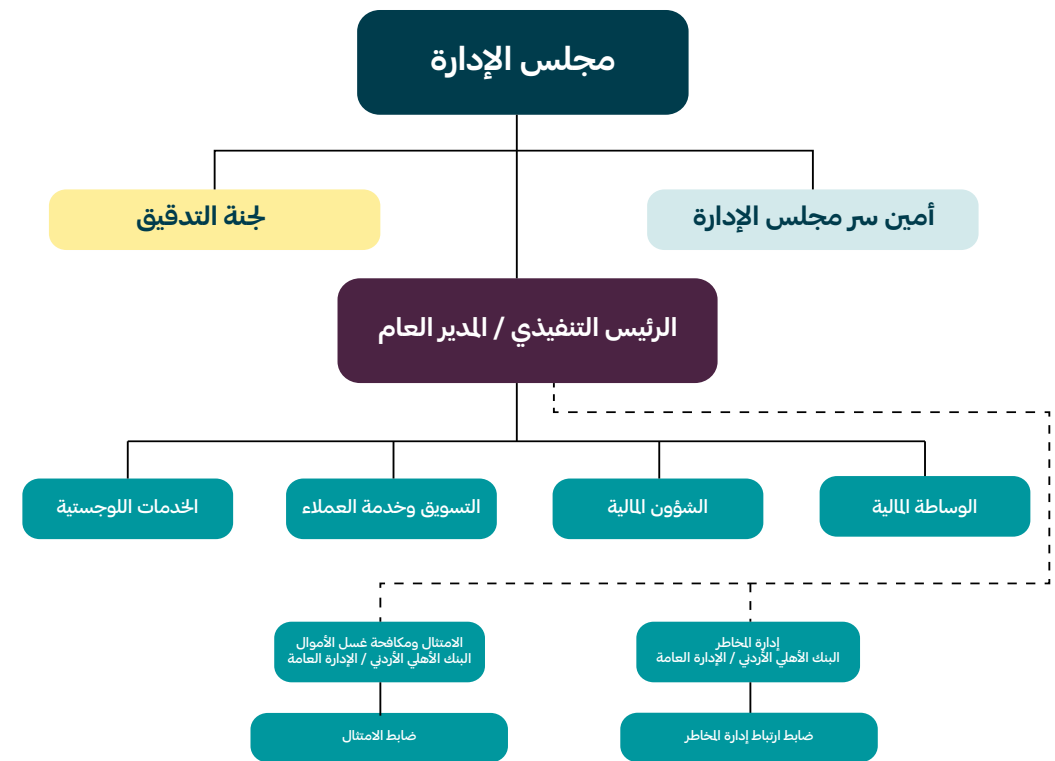 مجلس الإدارة
أمين سر مجلس الإدارة
لجنة التدقيق
الرئيس التنفيذي / المدير العام
الوساطة المالية
الشؤون المالية
التسويق وخدمة العملاء
الخدمات اللوجستية
إدارة المخاطر
البنك الأهلي الأردني / الإدارة العامة
الامتثال ومكافحة غسل الأموال
البنك الأهلي الأردني / الإدارة العامة
ضابط ارتباط إدارة المخاطر
ضابط الامتثال